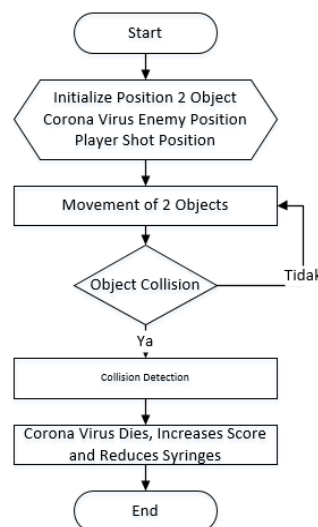 Start
Initialize Position 2 Object
Corona Virus Enemy Position
Player Shot Position
Movement of 2 Objects
Object Collision
Tidak
Ya
Collision Detection
Corona Virus Dies, Increases Score
and Reduces Syringes
End